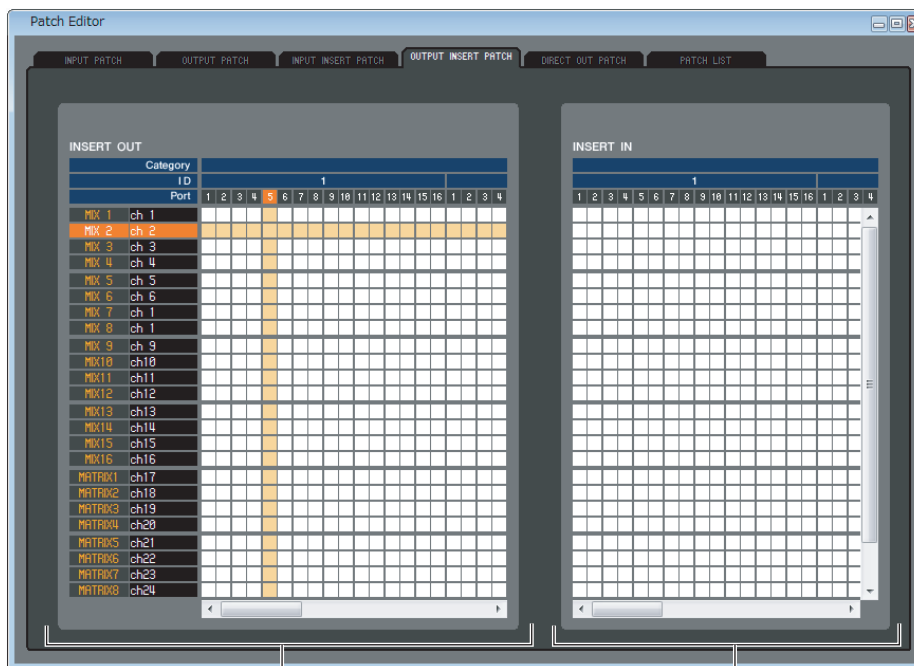 Patch Editor
INPUT PATCH OUTPUT PATCH INPUT INSERT PATCH OUTPUT INSERT PATCH DIRECT OUT PATCH PATCH LIST
INSERT OUT
Category
ID 1
Port 1 2 3 4 5 6 7 8 9 10 11 12 13 14 15 16 1 2 3 4
MIX 1 ch 1
MIX 2 ch 2
MIX 3 ch 3
MIX 4 ch 4
MIX 5 ch 5
MIX 6 ch 6
MIX 7 ch 1
MIX 8 ch 1
MIX 9 ch 9
MIX10 ch10
MIX11 ch11
MIX12 ch12
MIX13 ch13
MIX14 ch14
MIX15 ch15
MIX16 ch16
MATRIX1 ch17
MATRIX2 ch18
MATRIX3 ch19
MATRIX4 ch20
MATRIX5 ch21
MATRIX6 ch22
MATRIX7 ch23
MATRIX8 ch24
INSERT IN
1
1 2 3 4 5 6 7 8 9 10 11 12 13 14 15 16 1 2 3 4